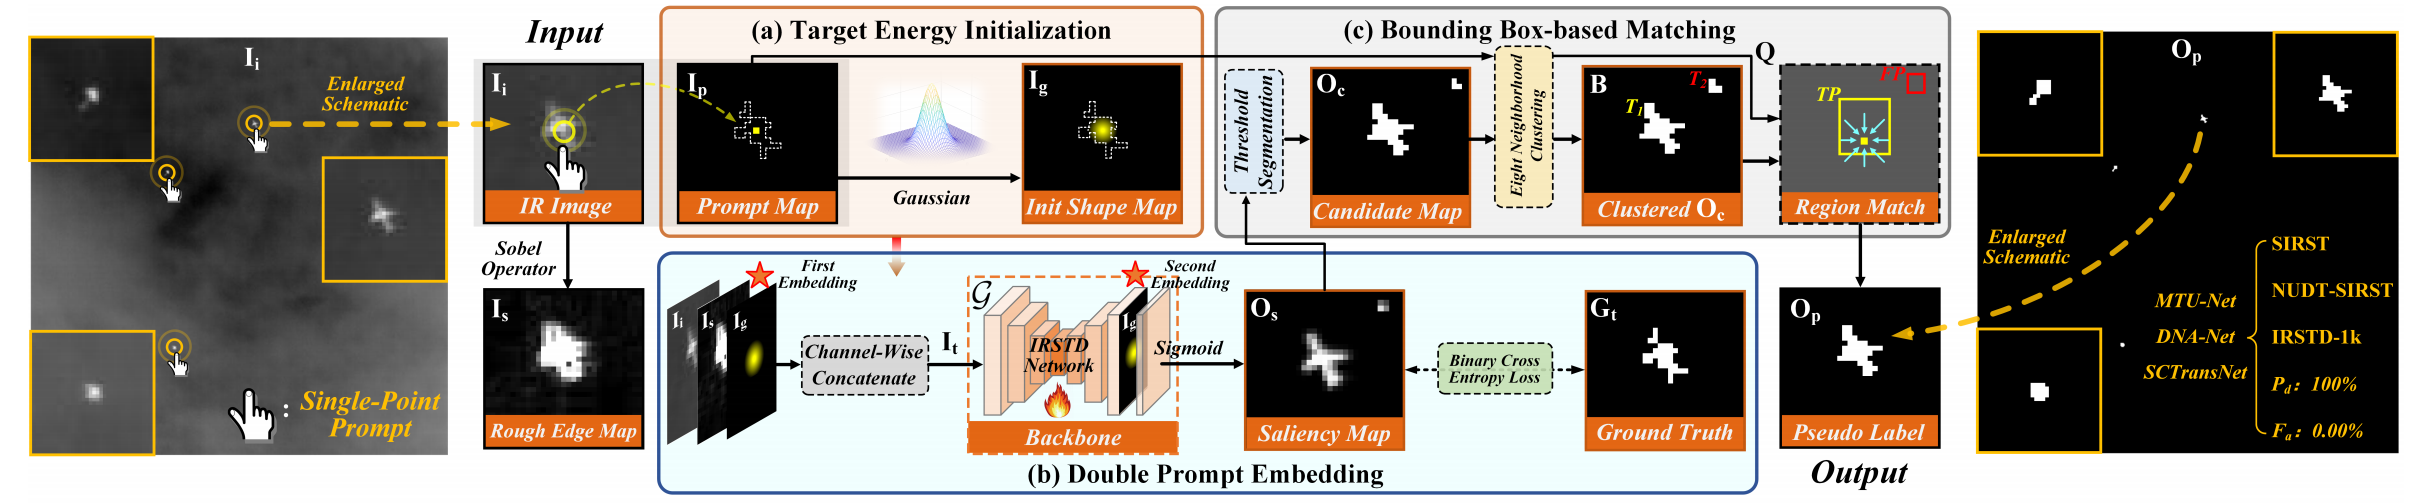 I_i
Enlarged
Schematic
: Single-Point
Prompt
Input
I_i
IR Image
Sobel
Operator
I_s
Rough Edge Map
(a) Target Energy Initialization
I_p
Prompt Map
Gaussian
I_g
Init Shape Map
First
Embedding
I_i
I_s
I_g
Channel-Wise
Concatenate
I_t
G
IRSTD
Network
Second
Embedding
I_g
Backbone
Sigmoid
O_s
Saliency Map
Binary Cross
Entropy Loss
G_t
Ground Truth
(b) Double Prompt Embedding
(c) Bounding Box-based Matching
Threshold
Segmentation
O_c
Candidate Map
Eight Neighborhood
Clustering
B
T_1
T_2
Clustered O_c
Q
TP
FP
Region Match
O_p
Pseudo Label
Output
O_p
Enlarged
Schematic
MTU-Net
DNA-Net
SCTransNet
SIRST
NUDT-SIRST
IRSTD-1k
P_d: 100%
F_a: 0.00%